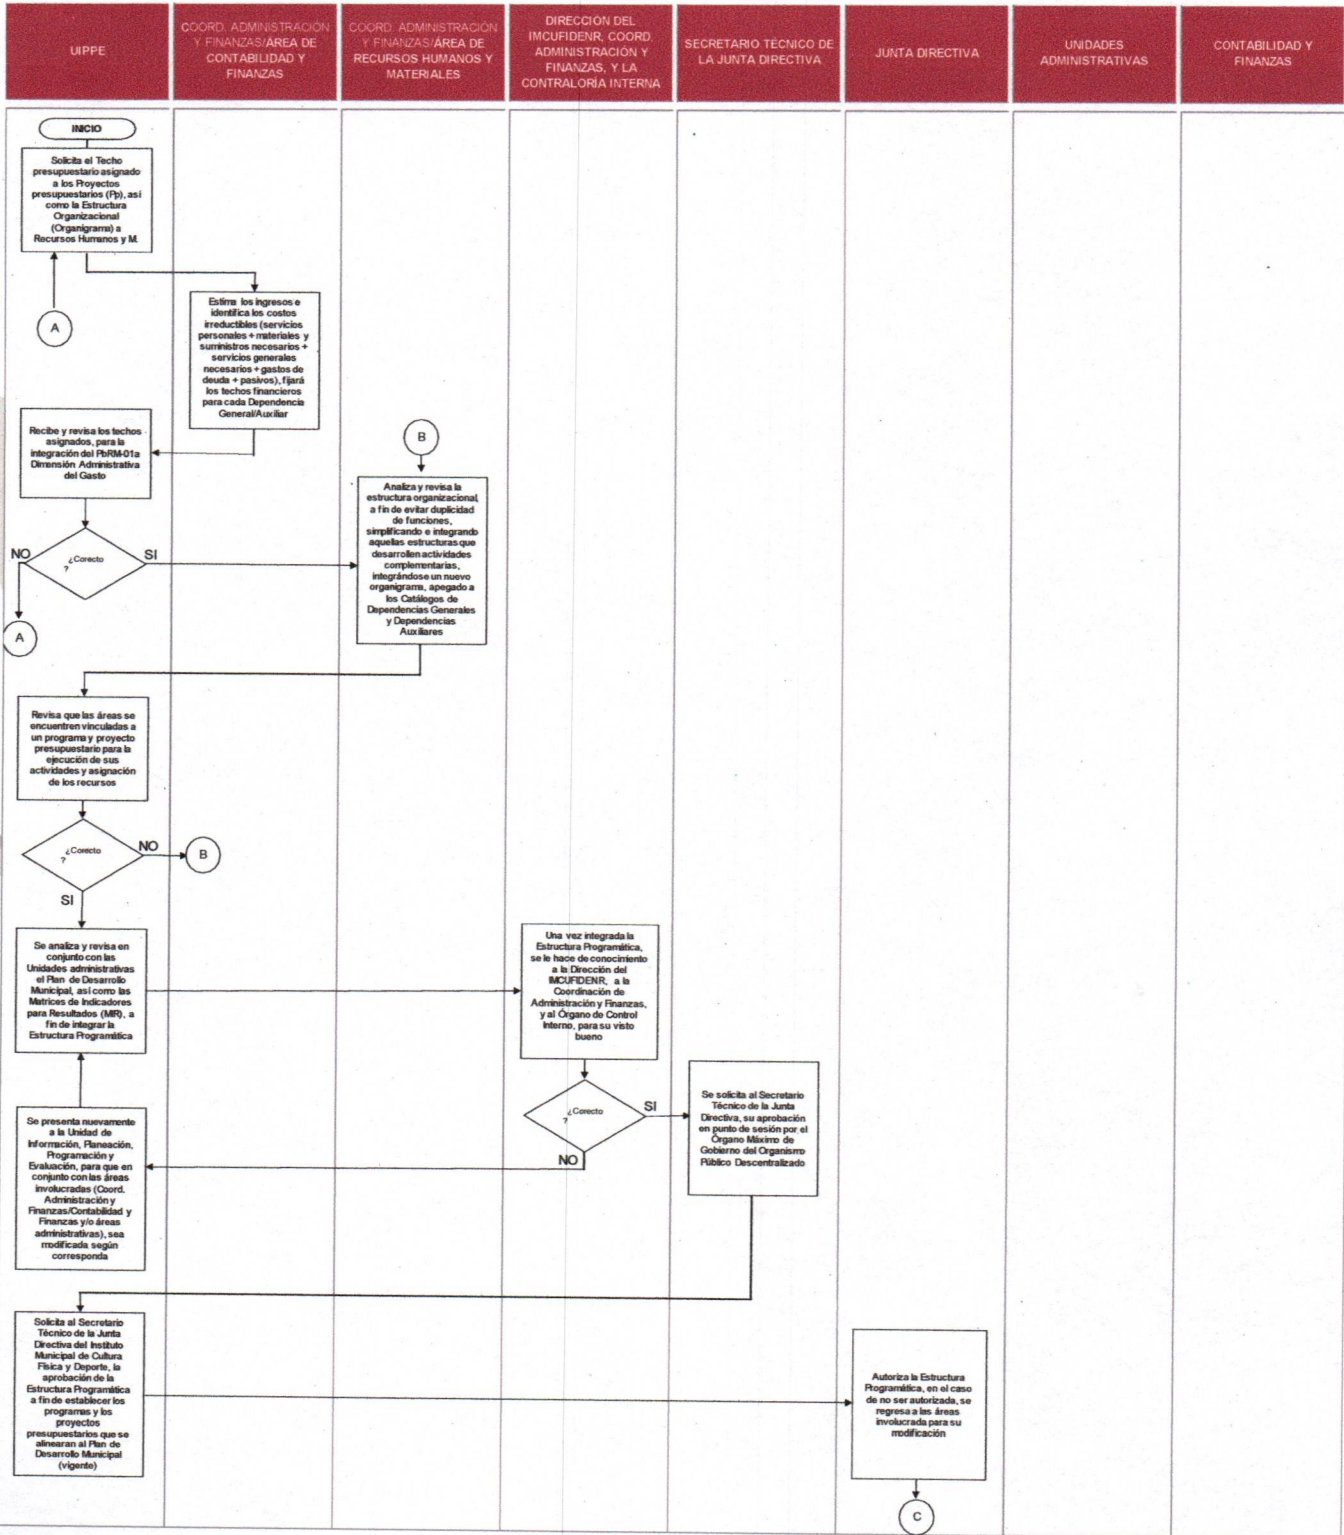 UIPPE
COORD. ADMINISTRACIÓN
Y FINANZAS/ÁREA DE
CONTABILIDAD Y
FINANZAS
COORD. ADMINISTRACIÓN
Y FINANZAS/ÁREA DE
RECURSOS HUMANOS Y
MATERIALES
DIRECCIÓN DEL
IMCUFIDENR, COORD.
ADMINISTRACIÓN Y
FINANZAS, Y LA
CONTRALORÍA INTERNA
SECRETARIO TÉCNICO DE
LA JUNTA DIRECTIVA
JUNTA DIRECTIVA
UNIDADES
ADMINISTRATIVAS
CONTABILIDAD Y
FINANZAS
INICIO
Solicita el Techo
presupuestario asignado
a los Proyectos
presupuestarios (Pp), así
como la Estructura
Organizacional
(Organigrama) a
Recursos Humanos y M.
A
Estima los ingresos e
identifica los costos
irreductibles (servicios
personales + materiales y
suministros necesarios +
servicios generales
necesarios + gastos de
deuda + pasivos), fijará
los techos financieros
para cada Dependencia
General/Auxiliar
Recibe y revisa los techos
asignados, para la
integración del PbRM-01a
Dimensión Administrativa
del Gasto
B
Analiza y revisa la
estructura organizacional,
a fin de evitar duplicidad
de funciones,
simplificando e integrando
aquellas estructuras que
desarrollen actividades
complementarias,
integrándose un nuevo
organigrama, apegado a
los Catálogos de
Dependencias Generales
y Dependencias
Auxiliares
NO
¿Corecto
?
SI
A
Revisa que las áreas se
encuentren vinculadas a
un programa y proyecto
presupuestario para la
ejecución de sus
actividades y asignación
de los recursos
¿Corecto
?
NO
B
SI
Se analiza y revisa en
conjunto con las
Unidades administrativas
el Plan de Desarrollo
Municipal, así como las
Matrices de Indicadores
para Resultados (MIR), a
fin de integrar la
Estructura Programática
Una vez integrada la
Estructura Programática,
se le hace de conocimiento
a la Dirección del
IMCUFIDENR, a la
Coordinación de
Administración y Finanzas,
y al Órgano de Control
Interno, para su visto
bueno
¿Corecto
?
SI
NO
Se solicita al Secretario
Técnico de la Junta
Directiva, su aprobación
en punto de sesión por el
Órgano Máximo de
Gobierno del Organismo
Público Descentralizado
Se presenta nuevamente
a la Unidad de
Información, Planeación,
Programación y
Evaluación, para que en
conjunto con las áreas
involucradas (Coord.
Administración y
Finanzas/Contabilidad y
Finanzas y/o áreas
administrativas), sea
modificada según
corresponda
Solicita al Secretario
Técnico de la Junta
Directiva del Instituto
Municipal de Cultura
Física y Deporte, la
aprobación de la
Estructura Programática
a fin de establecer los
programas y los
proyectos
presupuestarios que se
alinearan al Plan de
Desarrollo Municipal
(vigente)
Autoriza la Estructura
Programática, en el caso
de no ser autorizada, se
regresa a las áreas
involucrada para su
modificación
C